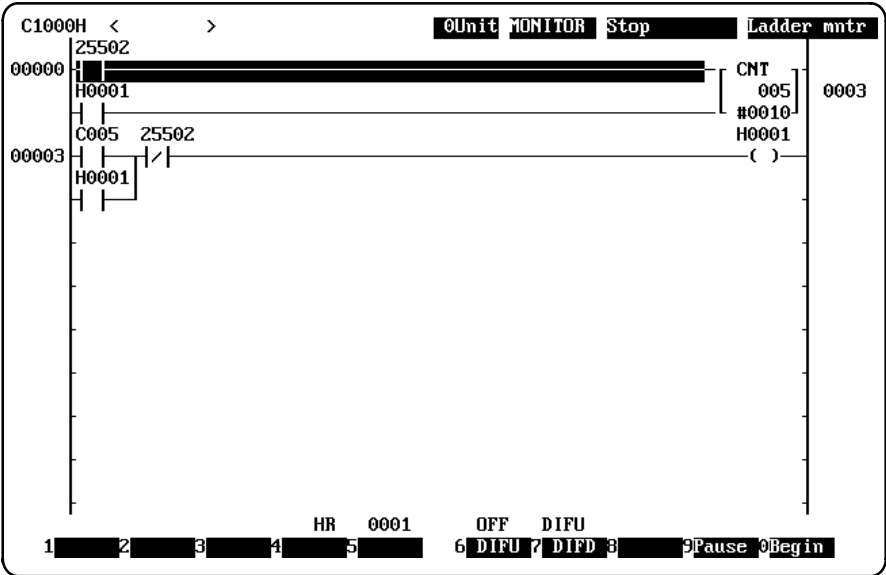 C1000H < > 0Unit MONITOR Stop Ladder mntr
25502
00000 CNT
H0001 005 0003
#0010
C005 25502 H0001
00003 ( )
H0001
HR 0001 OFF DIFU
1 2 3 4 5 6 DIFU 7 DIFD 8 9Pause 0Begin